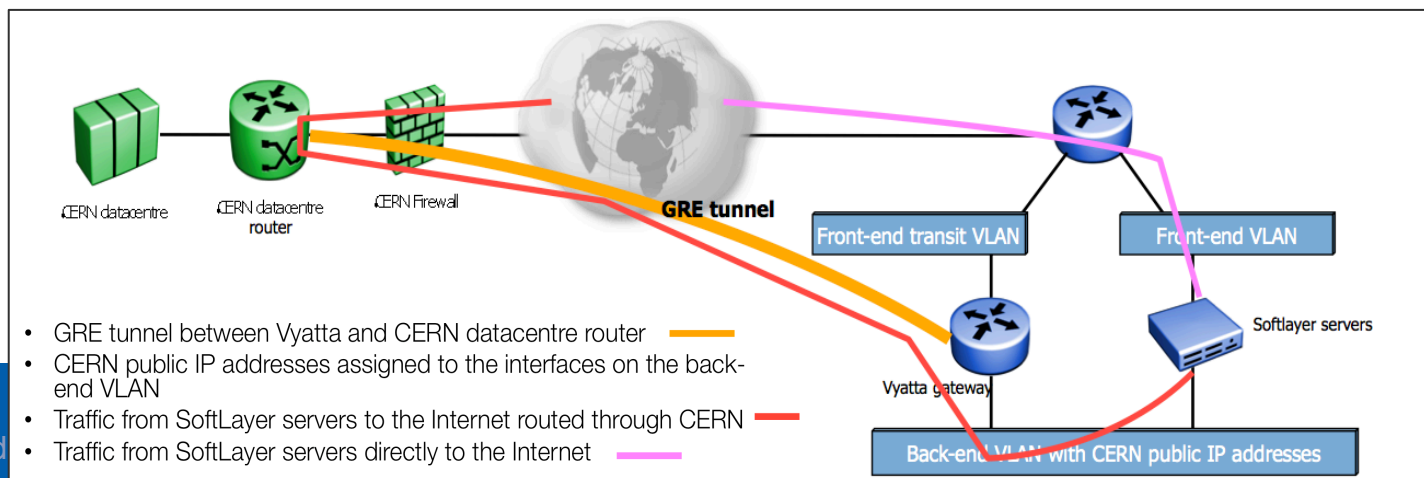 .CERN datacentre
.CERN datacentre
router
.CERN Firewall
GRE tunnel
Front-end transit VLAN
Front-end VLAN
Softlayer servers
Vyatta gateway
Back-end VLAN with CERN public IP addresses
• GRE tunnel between Vyatta and CERN datacentre router
• CERN public IP addresses assigned to the interfaces on the back-
end VLAN
• Traffic from SoftLayer servers to the Internet routed through CERN
• Traffic from SoftLayer servers directly to the Internet
d